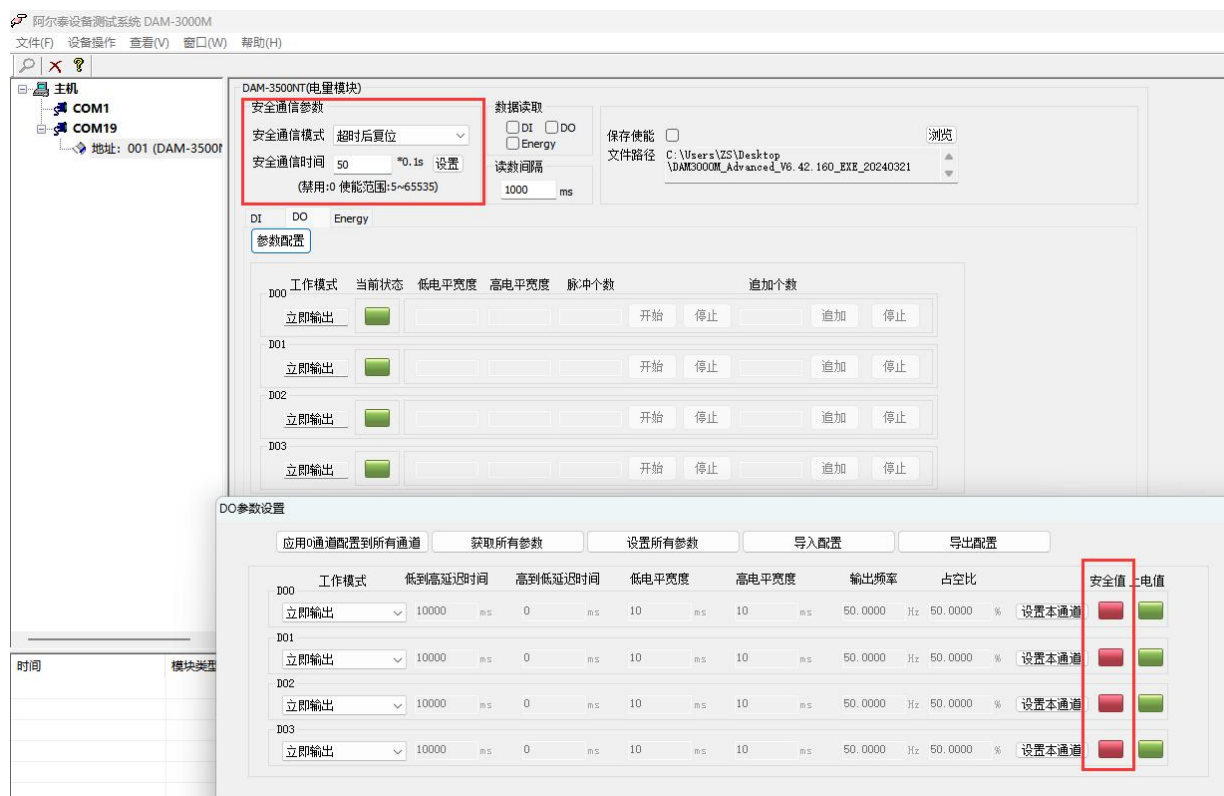 阿尔泰设备测试系统 DAM-3000M
文件(F) 设备操作 查看(V) 窗口(W) 帮助(H)
主机
COM1
COM19
地址：001 (DAM-3500N
DAM-3500NT(电量模块)
安全通信参数
安全通信模式 超时后复位
安全通信时间 50 *0.1s 设置
(禁用:0 使能范围:5~65535)
数据读取
DI DO
Energy
读数间隔
1000 ms
保存使能 浏览
文件路径 C:\Users\ZS\Desktop
\DAM3000M_Advanced_V6.42.160_EXE_20240321
DI DO Energy
参数配置
工作模式 当前状态 低电平宽度 高电平宽度 脉冲个数 追加个数
DO0
立即输出 开始 停止 追加 停止
DO1
立即输出 开始 停止 追加 停止
DO2
立即输出 开始 停止 追加 停止
DO3
立即输出 开始 停止 追加 停止
DO参数设置
应用0通道配置到所有通道 获取所有参数 设置所有参数 导入配置 导出配置
工作模式 低到高延迟时间 高到低延迟时间 低电平宽度 高电平宽度 输出频率 占空比 安全值 上电值
DO0
立即输出 10000 ms 0 ms 10 ms 10 ms 50.0000 Hz 50.0000 % 设置本通道
DO1
立即输出 10000 ms 0 ms 10 ms 10 ms 50.0000 Hz 50.0000 % 设置本通道
DO2
立即输出 10000 ms 0 ms 10 ms 10 ms 50.0000 Hz 50.0000 % 设置本通道
DO3
立即输出 10000 ms 0 ms 10 ms 10 ms 50.0000 Hz 50.0000 % 设置本通道
时间 模块类型